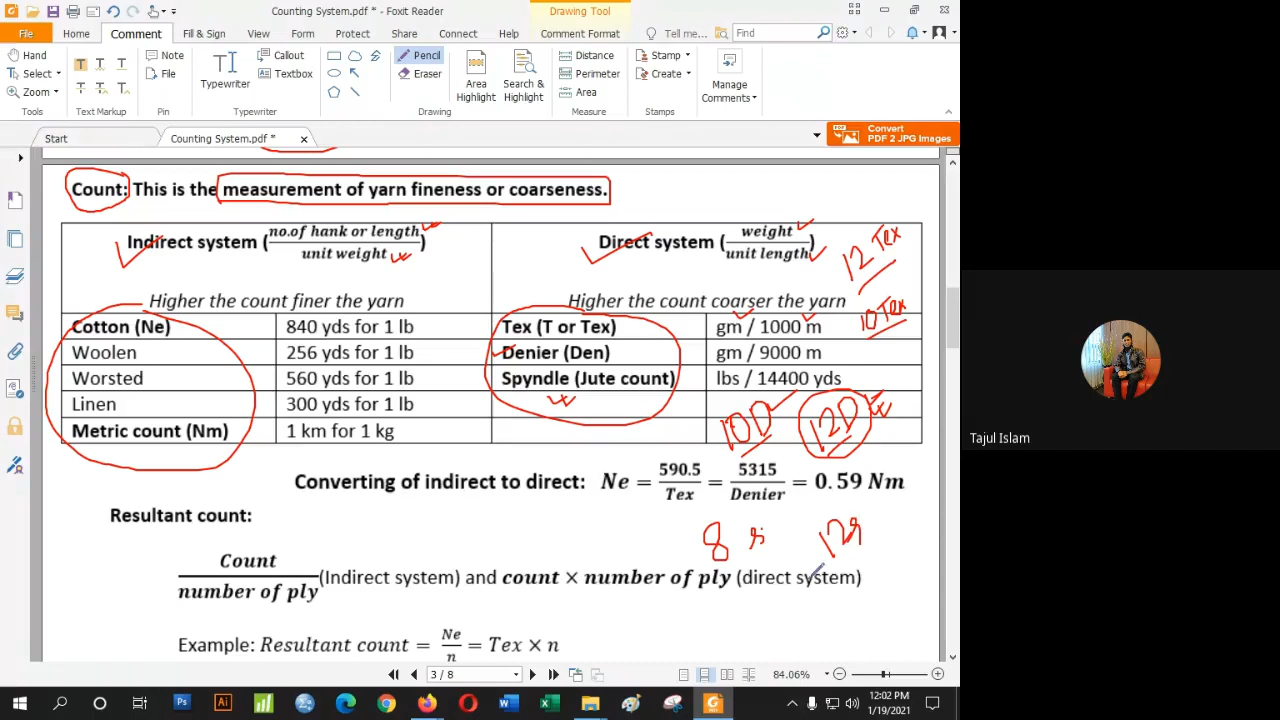 Counting System.pdf * - Foxit Reader
Drawing Tool
File Home Comment Fill & Sign View Form Protect Share Connect Help Comment Format Tell me... Find
Hand T T T Note Callout Pencil Distance Stamp
Select File Typewriter Textbox Eraser Area Highlight Search & Highlight Perimeter Create Manage Comments
Zoom Area
Tools Text Markup Pin Typewriter Drawing Measure Stamps
Start Counting System.pdf * Convert PDF 2 JPG Images
Count: This is the measurement of yarn fineness or coarseness.
Indirect system (no.of hank or length / unit weight) Direct system (weight / unit length) 12 Tex
Higher the count finer the yarn Higher the count coarser the yarn 10 Tex
Cotton (Ne) 840 yds for 1 lb Tex (T or Tex) gm / 1000 m
Woolen 256 yds for 1 lb Denier (Den) gm / 9000 m
Worsted 560 yds for 1 lb Spyndle (Jute count) lbs / 14400 yds
Linen 300 yds for 1 lb
Metric count (Nm) 1 km for 1 kg 10D 12D
Converting of indirect to direct: Ne = 590.5 / Tex = 5315 / Denier = 0.59 Nm
Resultant count:
8 s 12s
Count / number of ply (Indirect system) and count × number of ply (direct system)
Example: Resultant count = Ne / n = Tex × n
3 / 8 84.06%
Tajul Islam
12:02 PM
1/19/2021